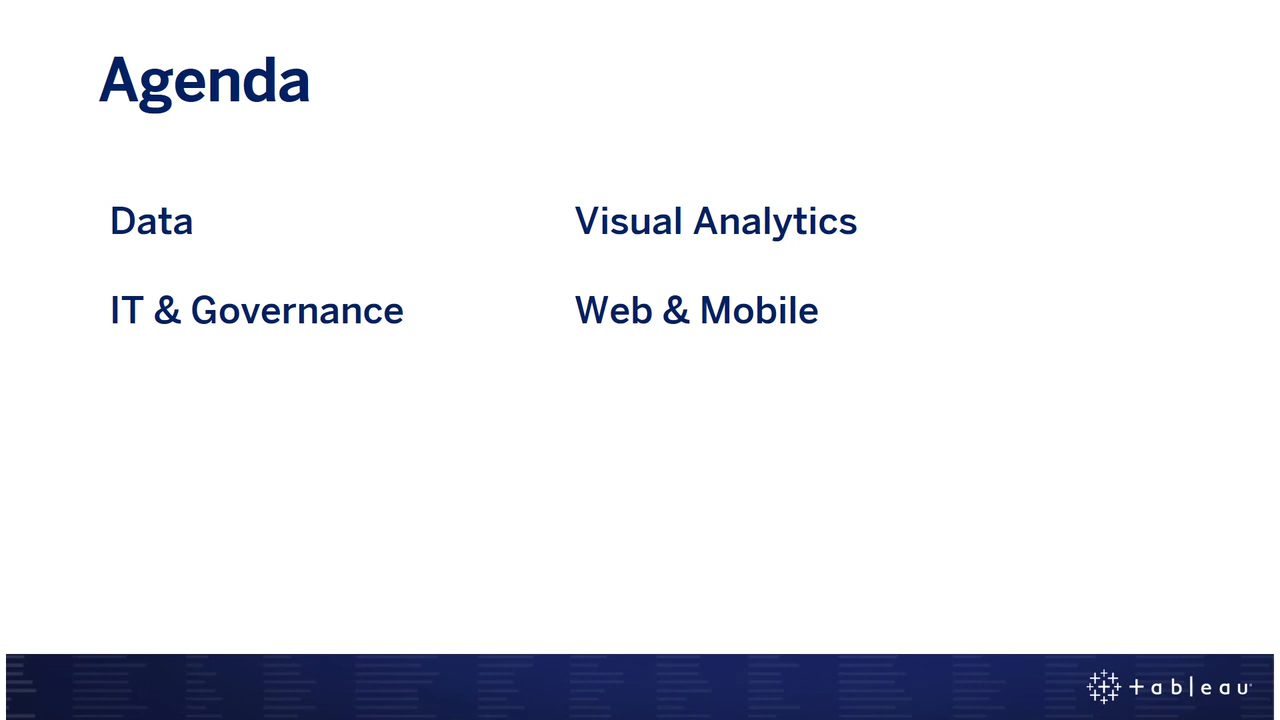 Agenda
Data
Visual Analytics
IT & Governance
Web & Mobile
tableau